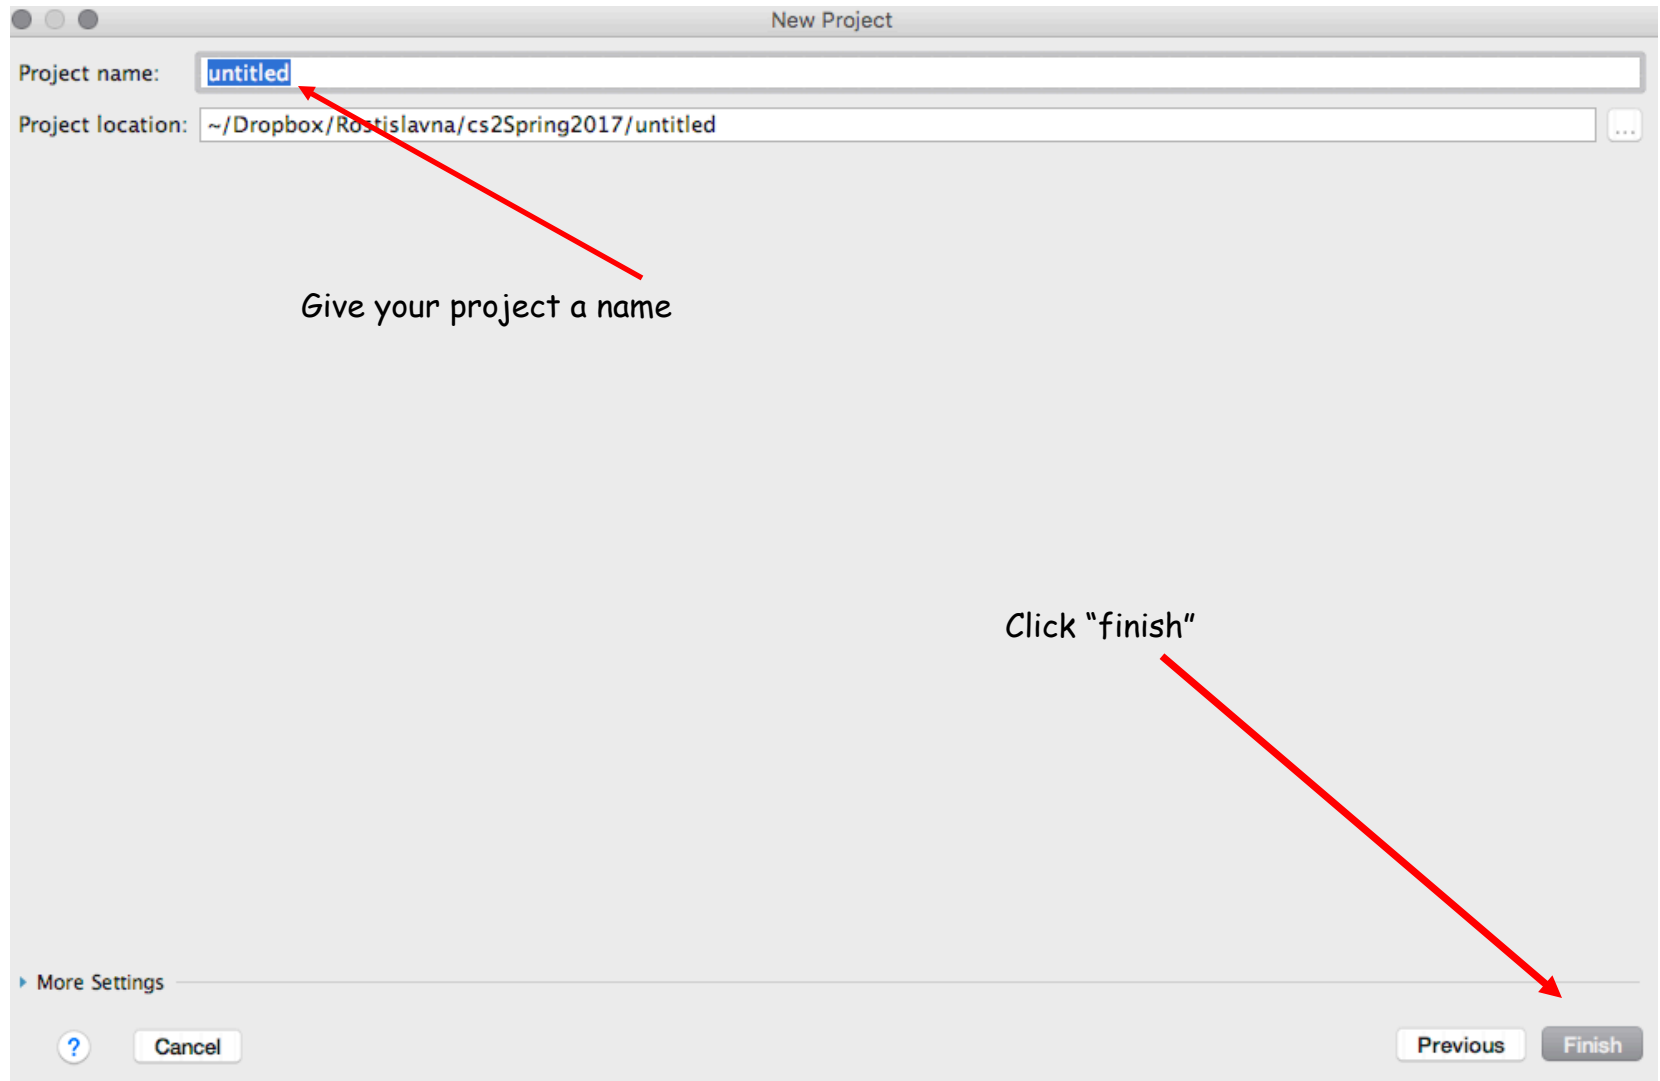 New Project
Project name: untitled
Project location: ~/Dropbox/Rostislavna/cs2Spring2017/untitled ...
Give your project a name
Click “finish”
More Settings
? Cancel Previous Finish